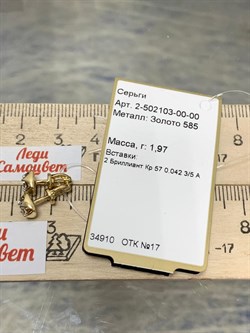 Серьги
Арт. 2-502103-00-00
Металл: Золото 585
Масса, г: 1,97
Вставки:
2 Бриллиант Кр 57 0.042 3/5 А
34910 ОТК №17
Леди
Самоцвет
Леди
Самоцвет